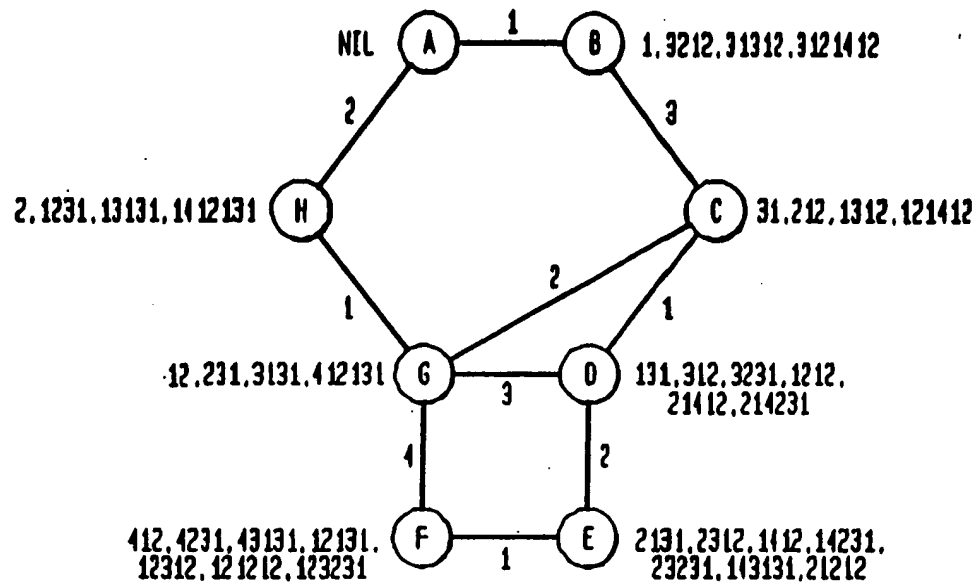 NIL A 1 B 1,3212,31312,3121412
2 3
2,1231,13131,1412131 H C 31,212,1312,121412
2
1 1
12,231,3131,412131 G 3 D 131,312,3231,1212,
21412,214231
4 2
412,4231,43131,12131, F 1 E 2131,2312,1412,14231,
12312,121212,123231 23231,143131,21212